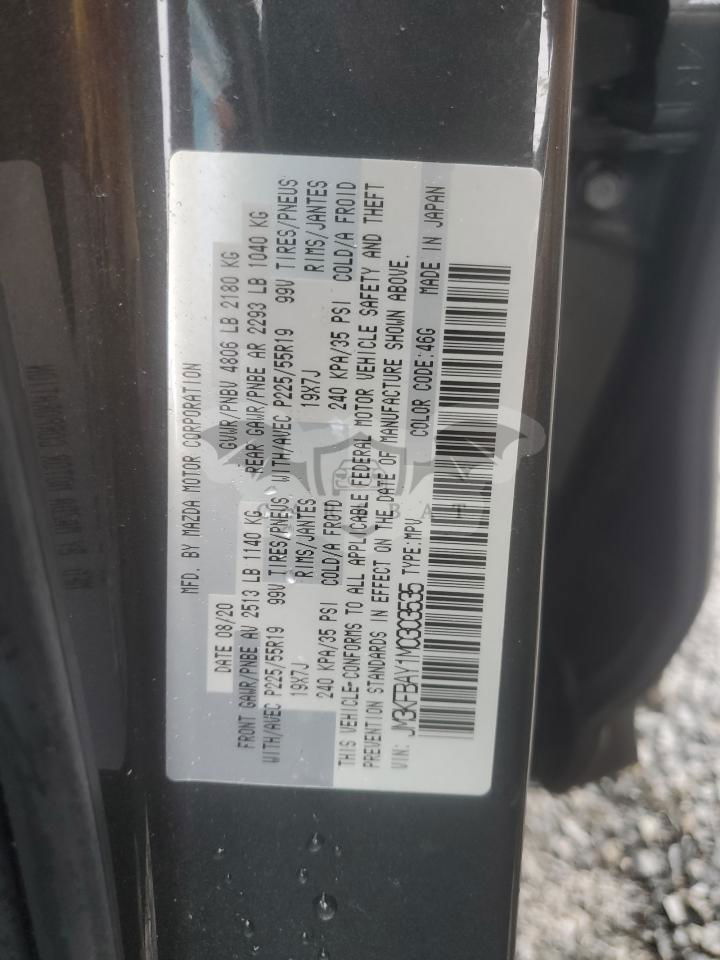 MFD. BY MAZDA MOTOR CORPORATION
DATE 08/20 GVWR/PNBV 4806 LB 2180 KG
FRONT GAWR/PNBE AV 2513 LB 1140 KG REAR GAWR/PNBE AR 2293 LB 1040 KG
WITH/AVEC P225/55R19 99V TIRES/PNEUS WITH/AVEC P225/55R19 99V TIRES/PNEUS
19X7J RIMS/JANTES 19X7J RIMS/JANTES
240 KPA/35 PSI COLD/A FROID 240 KPA/35 PSI COLD/A FROID
THIS VEHICLE CONFORMS TO ALL APPLICABLE FEDERAL MOTOR VEHICLE SAFETY AND THEFT
PREVENTION STANDARDS IN EFFECT ON THE DATE OF MANUFACTURE SHOWN ABOVE.
VIN: JM3KFBAY1M0303535 TYPE:MPV COLOR CODE:46G MADE IN JAPAN